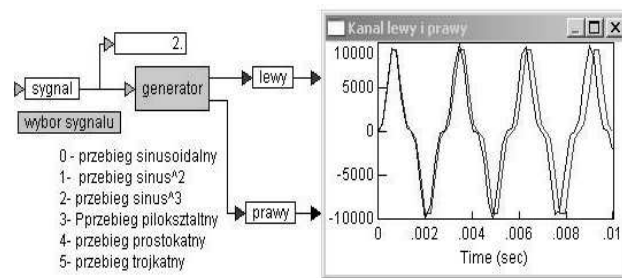 2.
sygnal
generator
lewy
wybor sygnalu
prawy
0 - przebieg sinusoidalny
1- przebieg sinus^2
2- przebieg sinus^3
3- Pprzebieg piloksztaltny
4- przebieg prostokatny
5- przebieg trojkatny
Kanal lewy i prawy
10000
5000
0
-5000
-10000
0 .002 .004 .006 .008 .01
Time (sec)